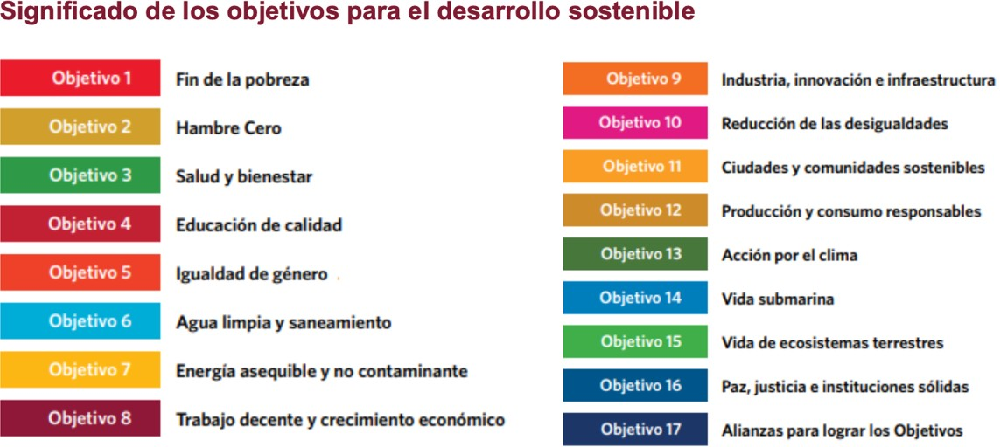 Significado de los objetivos para el desarrollo sostenible
Objetivo 1 Fin de la pobreza
Objetivo 2 Hambre Cero
Objetivo 3 Salud y bienestar
Objetivo 4 Educación de calidad
Objetivo 5 Igualdad de género
Objetivo 6 Agua limpia y saneamiento
Objetivo 7 Energía asequible y no contaminante
Objetivo 8 Trabajo decente y crecimiento económico
Objetivo 9 Industria, innovación e infraestructura
Objetivo 10 Reducción de las desigualdades
Objetivo 11 Ciudades y comunidades sostenibles
Objetivo 12 Producción y consumo responsables
Objetivo 13 Acción por el clima
Objetivo 14 Vida submarina
Objetivo 15 Vida de ecosistemas terrestres
Objetivo 16 Paz, justicia e instituciones sólidas
Objetivo 17 Alianzas para lograr los Objetivos